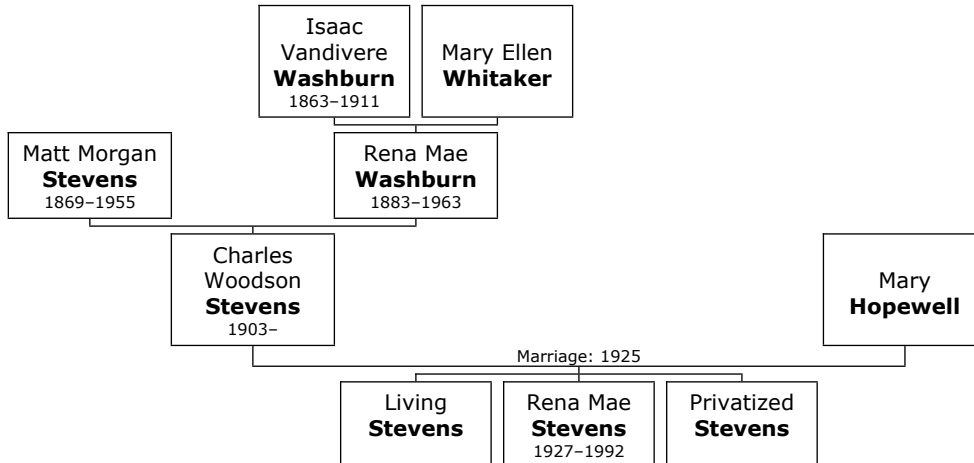 Isaac
Vandivere
Washburn
1863–1911
Mary Ellen
Whitaker
Matt Morgan
Stevens
1869–1955
Rena Mae
Washburn
1883–1963
Charles
Woodson
Stevens
1903–
Mary
Hopewell
Marriage: 1925
Living
Stevens
Rena Mae
Stevens
1927–1992
Privatized
Stevens